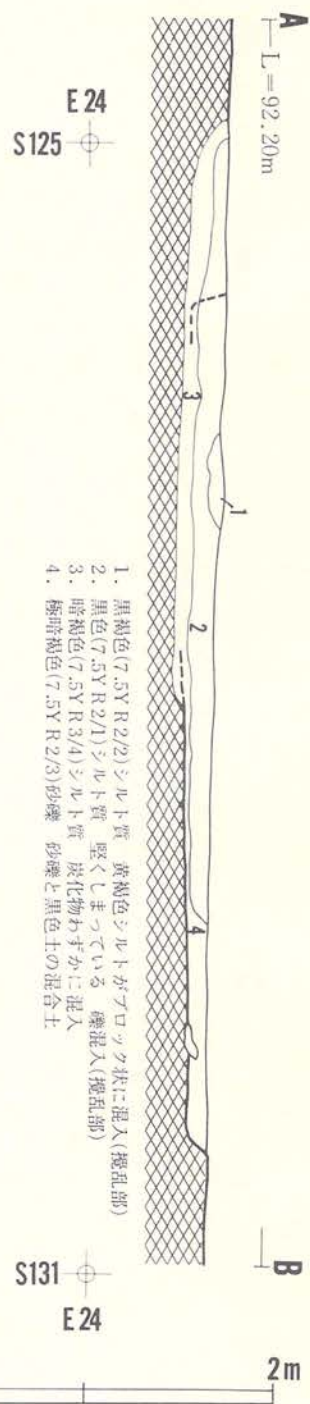 A
L=92.20m
E24
S125
3
1
2
4
1. 黒褐色(7.5YR2/2)シルト質 黄褐色シルトがブロック状に混入(攪乱部)
2. 黒色(7.5YR2/1)シルト質 堅くしまっている 礫混入(攪乱部)
3. 暗褐色(7.5YR3/4)シルト質 炭化物わずかに混入
4. 極暗褐色(7.5YR2/3)砂礫 砂礫と黒色土の混合土
B
S131
E24
2m